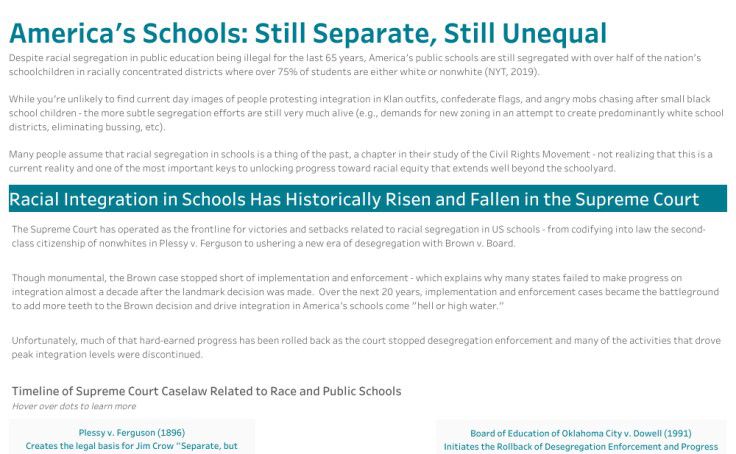 America's Schools: Still Separate, Still Unequal
Despite racial segregation in public education being illegal for the last 65 years, America's public schools are still segregated with over half of the nation's
schoolchildren in racially concentrated districts where over 75% of students are either white or nonwhite (NYT, 2019).
While you're unlikely to find current day images of people protesting integration in Klan outfits, confederate flags, and angry mobs chasing after small black
school children - the more subtle segregation efforts are still very much alive (e.g., demands for new zoning in an attempt to create predominantly white school
districts, eliminating bussing, etc).
Many people assume that racial segregation in schools is a thing of the past, a chapter in their study of the Civil Rights Movement - not realizing that this is a
current reality and one of the most important keys to unlocking progress toward racial equity that extends well beyond the schoolyard.
Racial Integration in Schools Has Historically Risen and Fallen in the Supreme Court
The Supreme Court has operated as the frontline for victories and setbacks related to racial segregation in US schools - from codifying into law the second-
class citizenship of nonwhites in Plessy v. Ferguson to ushering a new era of desegregation with Brown v. Board.
Though monumental, the Brown case stopped short of implementation and enforcement - which explains why many states failed to make progress on
integration almost a decade after the landmark decision was made.  Over the next 20 years, implementation and enforcement cases became the battleground
to add more teeth to the Brown decision and drive integration in America's schools come "hell or high water."
Unfortunately, much of that hard-earned progress has been rolled back as the court stopped desegregation enforcement and many of the activities that drove
peak integration levels were discontinued.
Timeline of Supreme Court Caselaw Related to Race and Public Schools
Hover over dots to learn more
Plessy v. Ferguson (1896)
Creates the legal basis for Jim Crow "Separate, but
Board of Education of Oklahoma City v. Dowell (1991)
Initiates the Rollback of Desegregation Enforcement and Progress